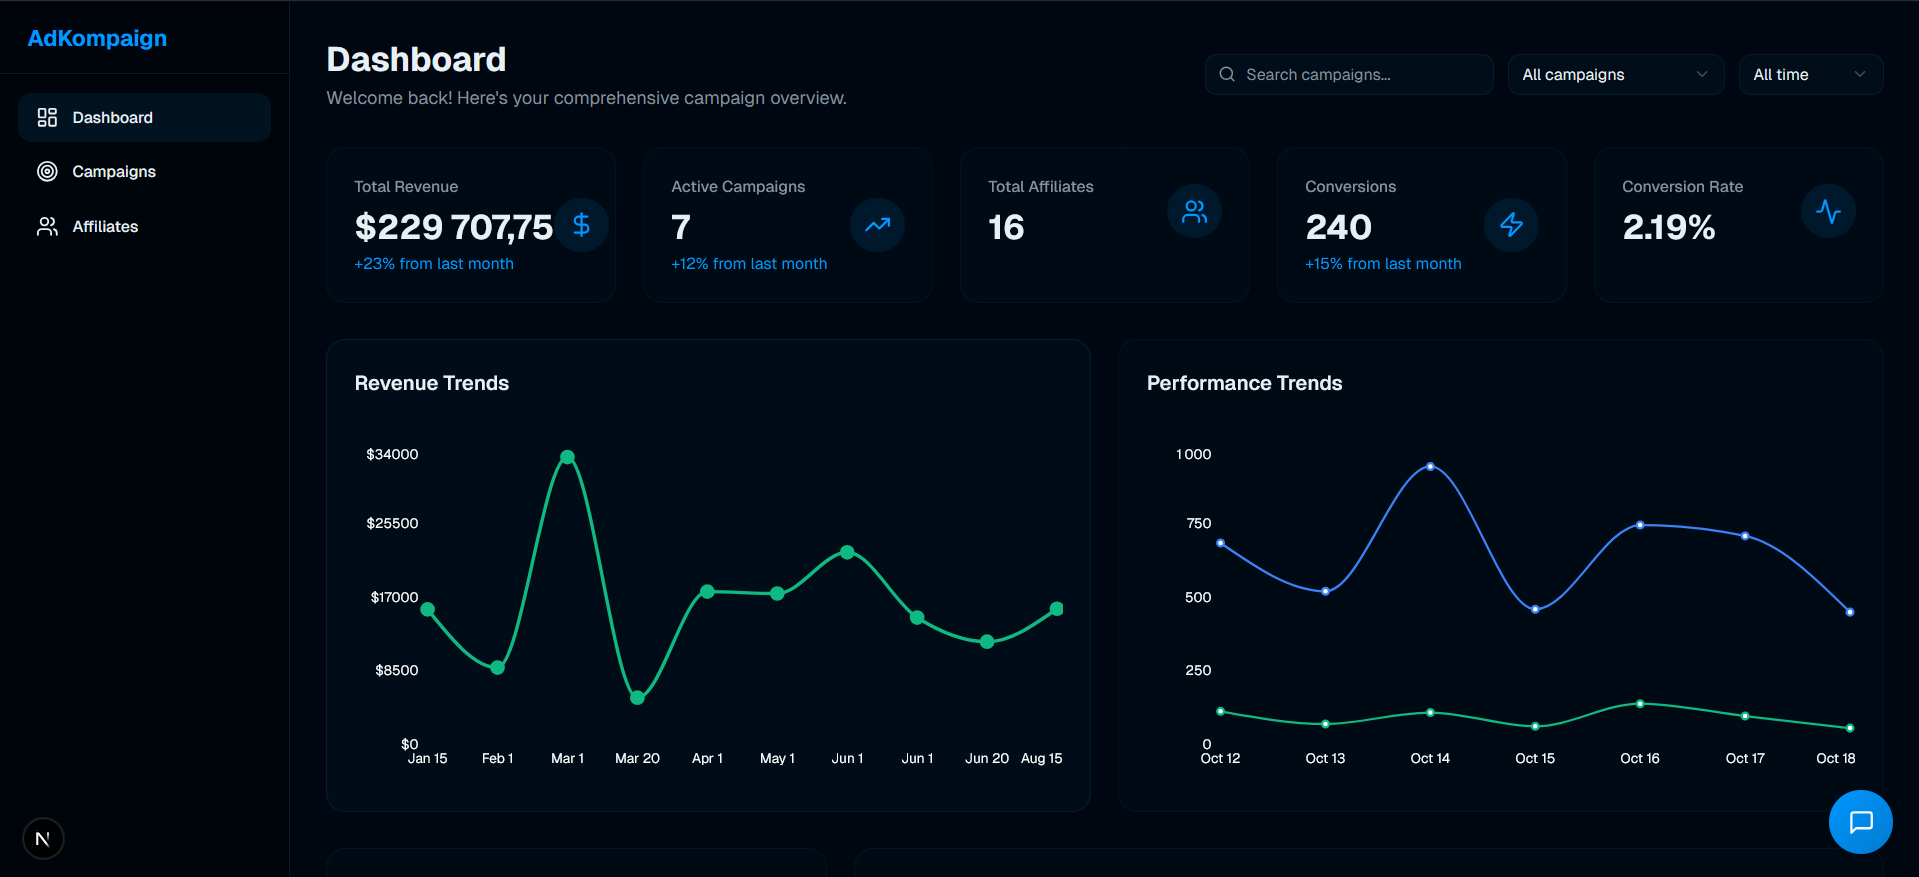 AdKompaign
Dashboard
Campaigns
Affiliates
N
Dashboard
Welcome back! Here's your comprehensive campaign overview.
Search campaigns...
All campaigns
All time
Total Revenue
$229 707,75
+23% from last month
Active Campaigns
7
+12% from last month
Total Affiliates
16
Conversions
240
+15% from last month
Conversion Rate
2.19%
Revenue Trends
$34000
$25500
$17000
$8500
$0
Jan 15 Feb 1 Mar 1 Mar 20 Apr 1 May 1 Jun 1 Jun 1 Jun 20 Aug 15
Performance Trends
1000
750
500
250
0
Oct 12 Oct 13 Oct 14 Oct 15 Oct 16 Oct 17 Oct 18